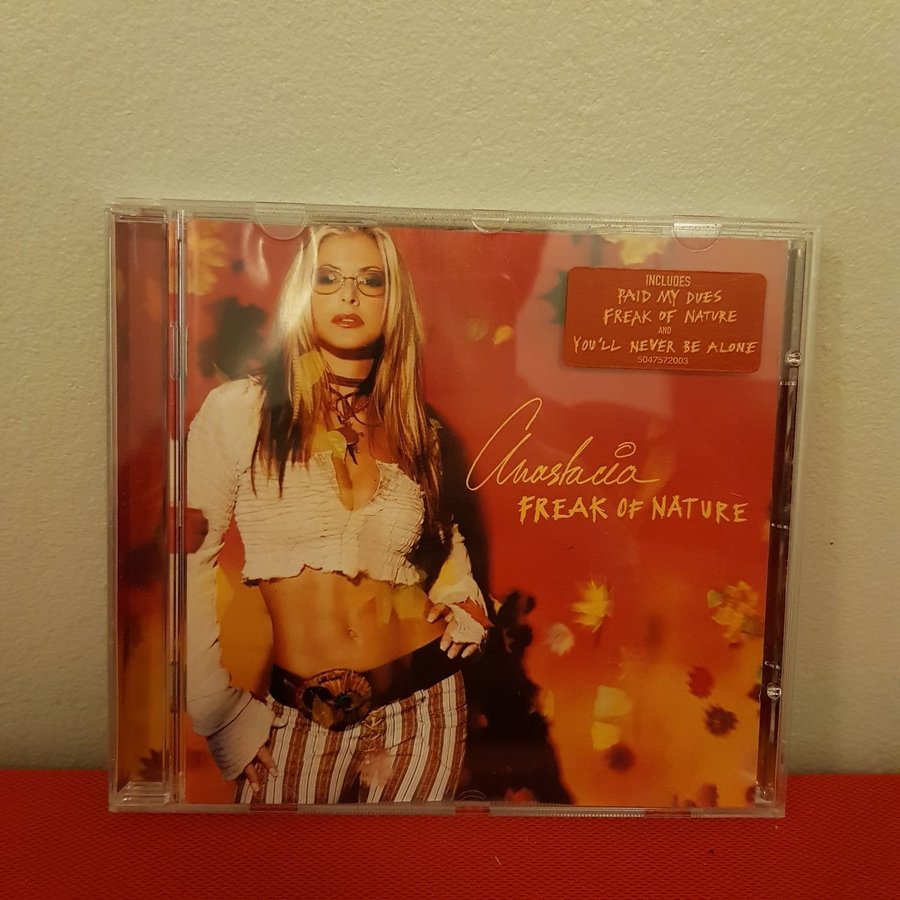 INCLUDES
PAID MY DUES
FREAK OF NATURE
AND
YOU'LL NEVER BE ALONE
5047572003
Anastacia
FREAK OF NATURE